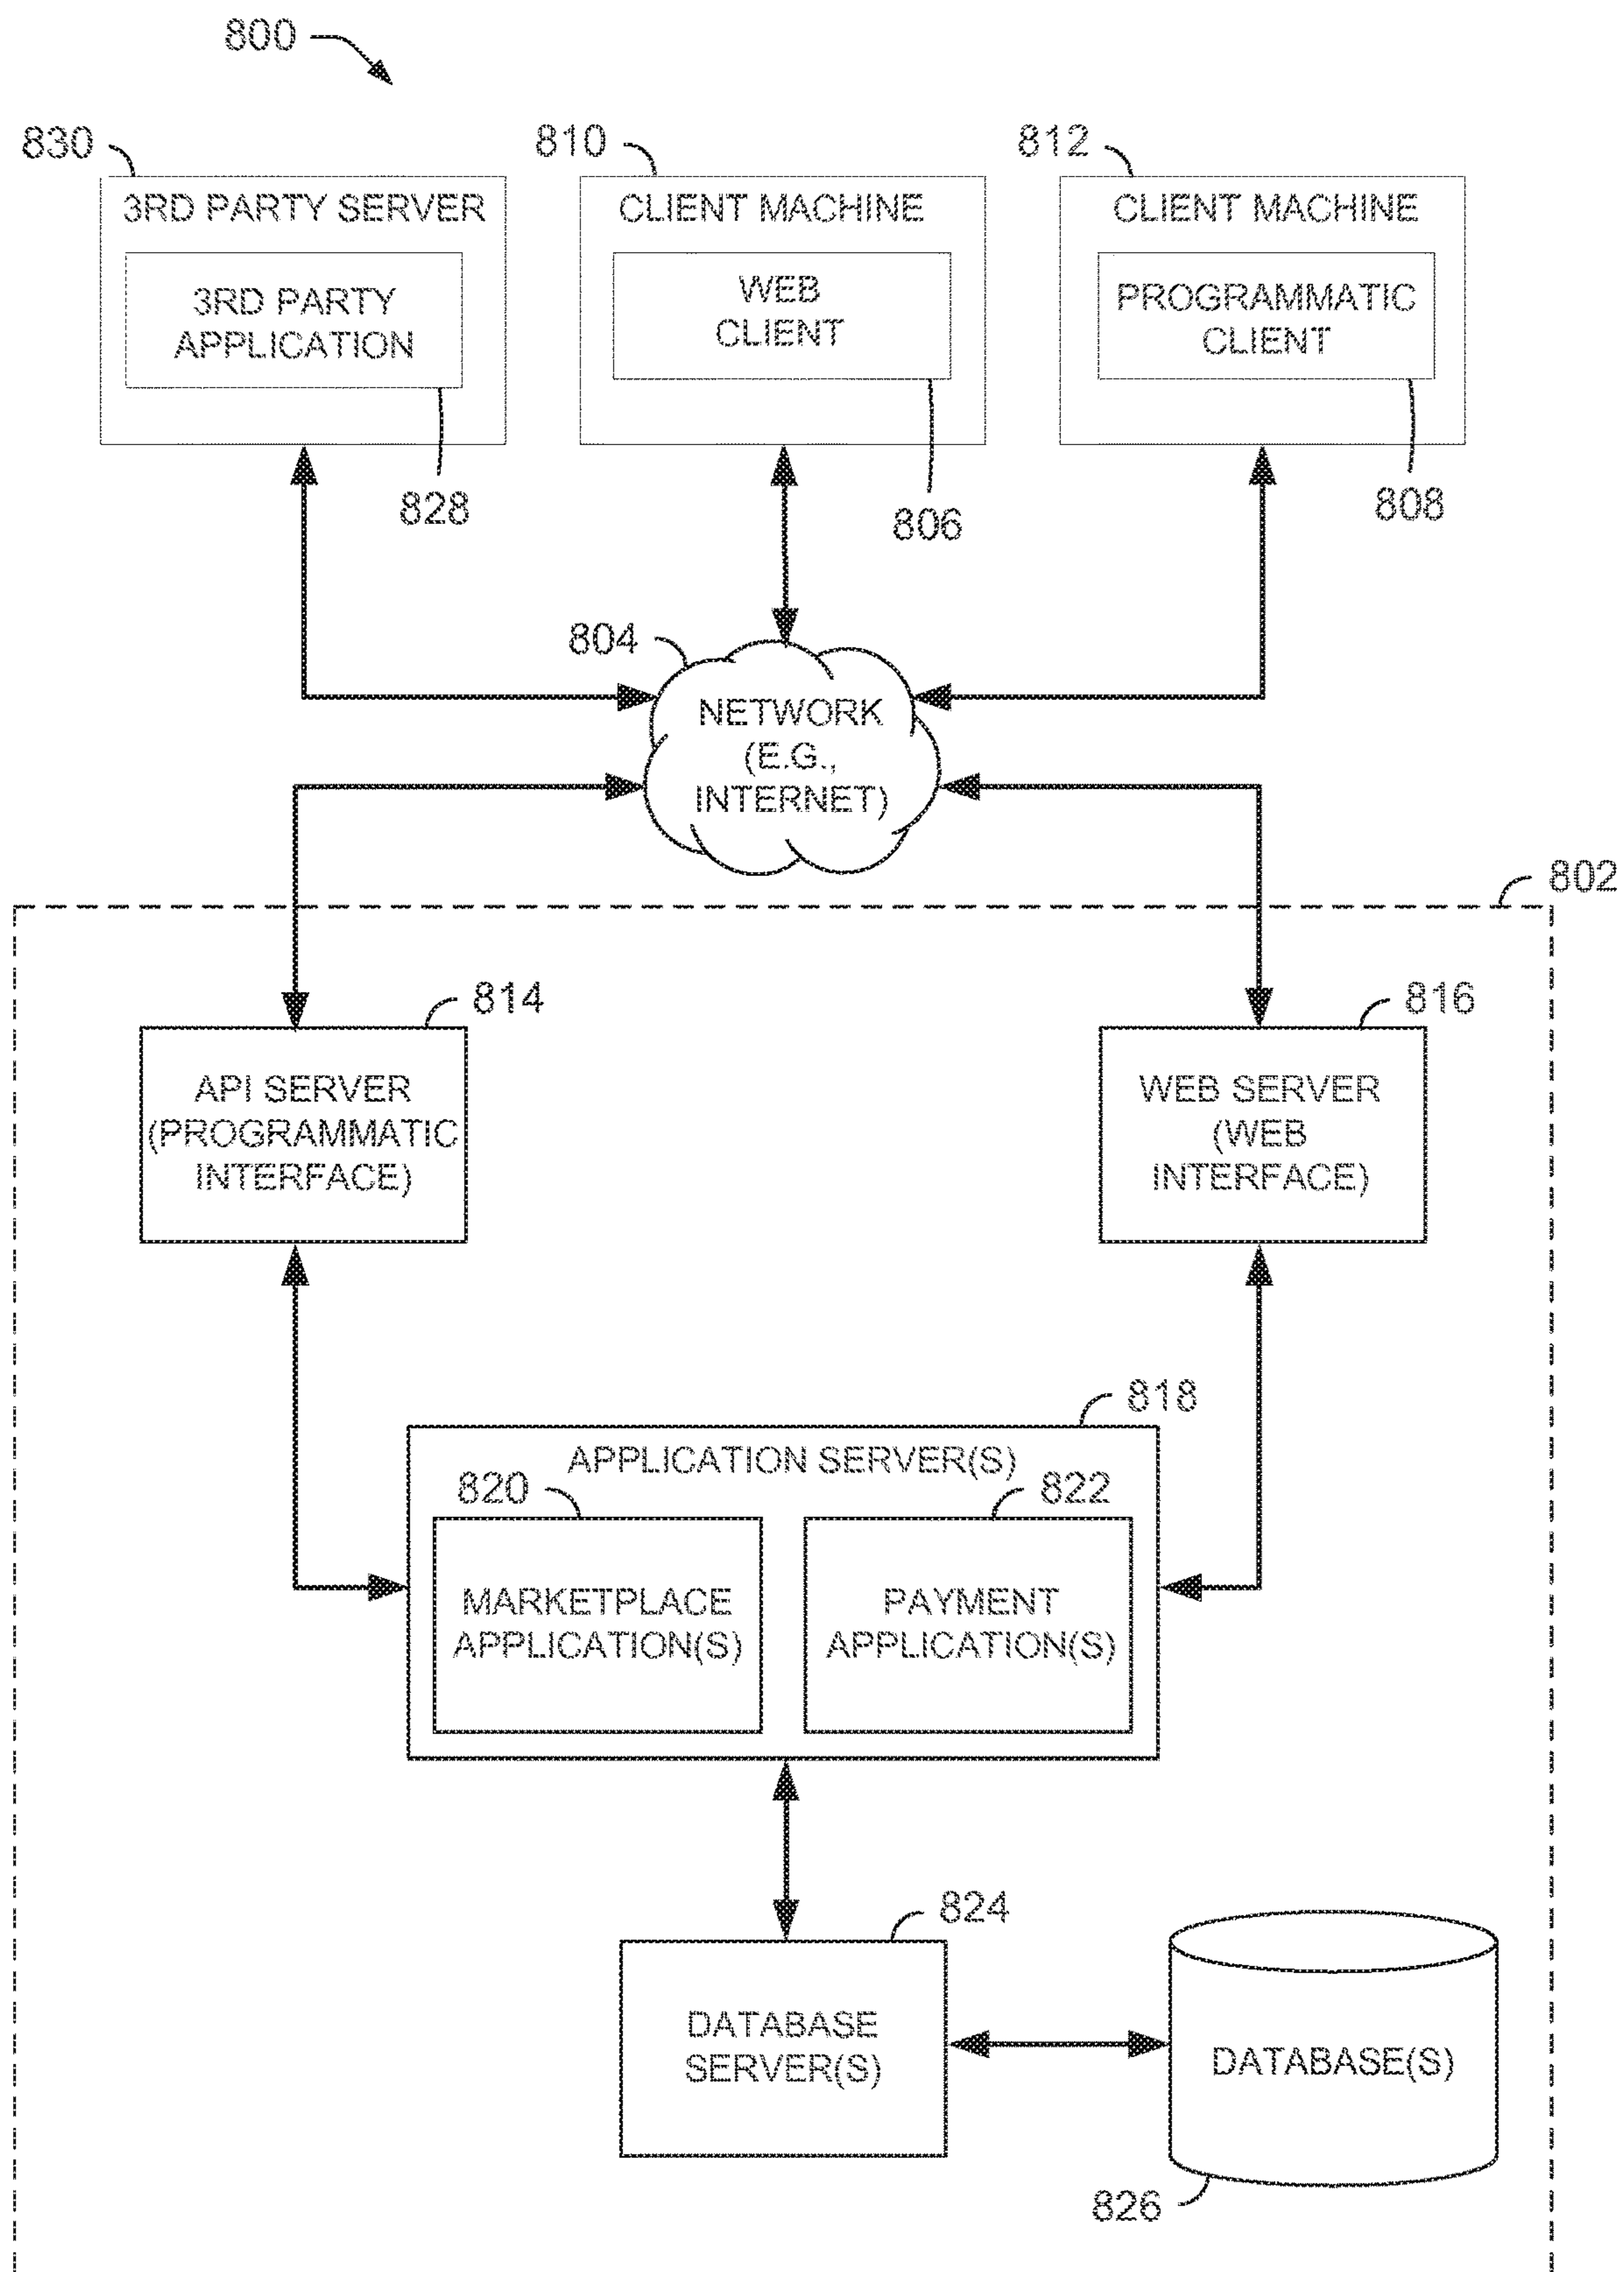 800
830
810
812
3RD PARTY SERVER
3RD PARTY
APPLICATION
CLIENT MACHINE
WEB
CLIENT
CLIENT MACHINE
PROGRAMMATIC
CLIENT
828
806
808
804
NETWORK
(E.G.,
INTERNET)
802
814
816
API SERVER
(PROGRAMMATIC
INTERFACE)
WEB SERVER
(WEB
INTERFACE)
818
APPLICATION SERVER(S)
820
822
MARKETPLACE
APPLICATION(S)
PAYMENT
APPLICATION(S)
824
DATABASE
SERVER(S)
DATABASE(S)
826